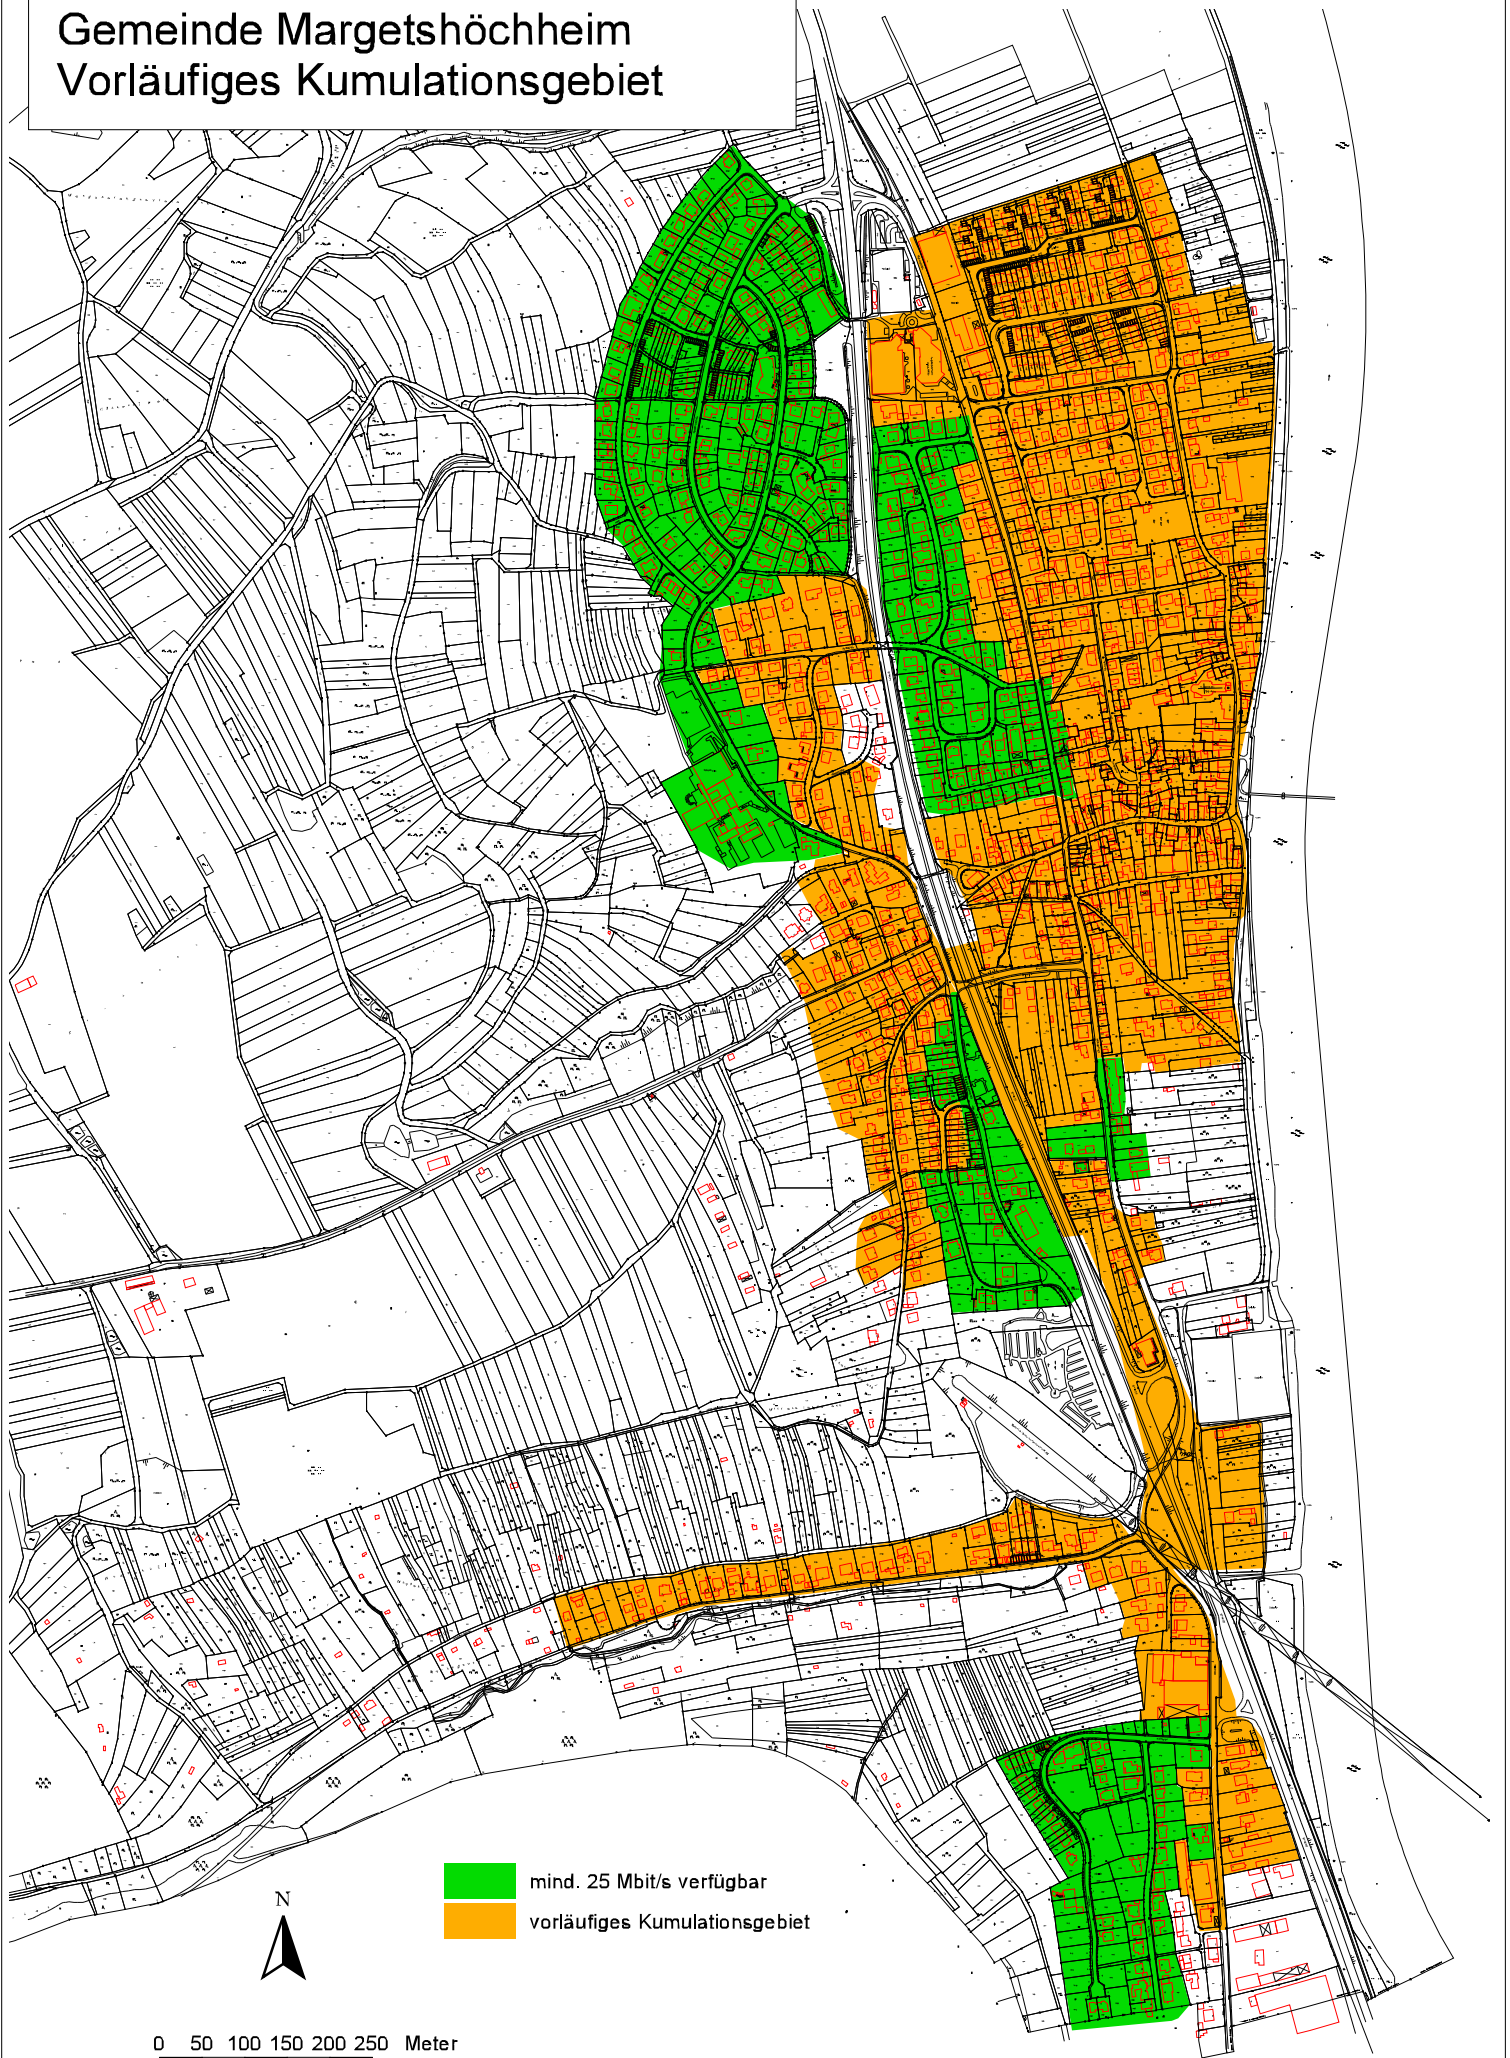 Gemeinde Margetshöchheim
Vorläufiges Kumulationsgebiet
mind. 25 Mbit/s verfügbar
vorläufiges Kumulationsgebiet
N
0 50 100 150 200 250 Meter